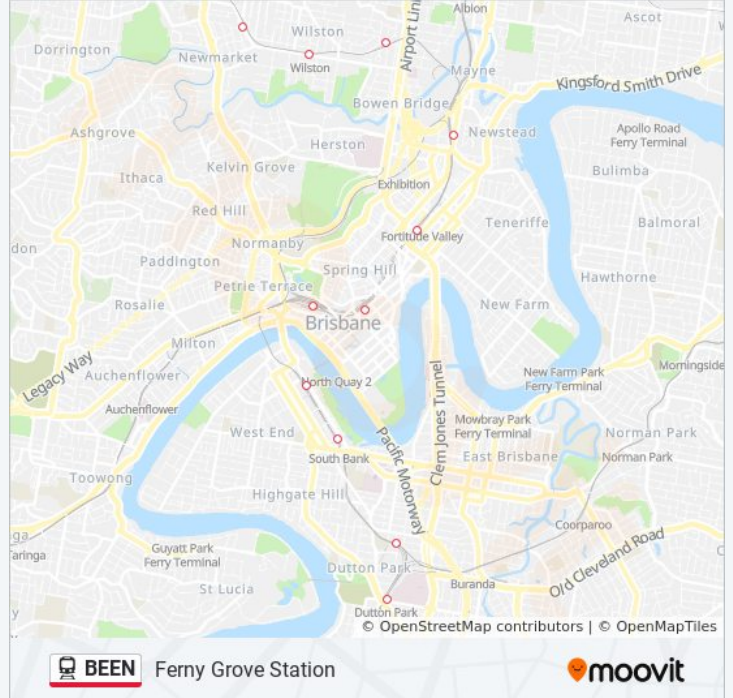 Albion
Ascot
Wilston
Dorrington
Newmarket
Wilston
Airport Lin
Mayne
Kingsford Smith Drive
Bowen Bridge
Ashgrove
Newstead
Apollo Road
Ferry Terminal
Herston
Kelvin Grove
Ithaca
Exhibition
Bulimba
Red Hill
Teneriffe
Balmoral
Fortitude Valley
don
Normanby
Paddington
Spring Hill
Hawthorne
Petrie Terrace
Rosalie
New Farm
Brisbane
Milton
Legacy Way
Auchenflower
North Quay 2
New Farm Park
Ferry Terminal
Morningside
Auchenflower
Clem Jones Tunnel
Mowbray Park
Ferry Terminal
West End
Pacific Motorway
Norman Park
East Brisbane
Norman Park
South Bank
Toowong
Highgate Hill
Coorparoo
ga
Taringa
Guyatt Park
Ferry Terminal
Old Cleveland Road
Dutton Park
Buranda
St Lucia
y
Dutton Park
© OpenStreetMap contributors | © OpenMapTiles
BEEN Ferny Grove Station
moovit